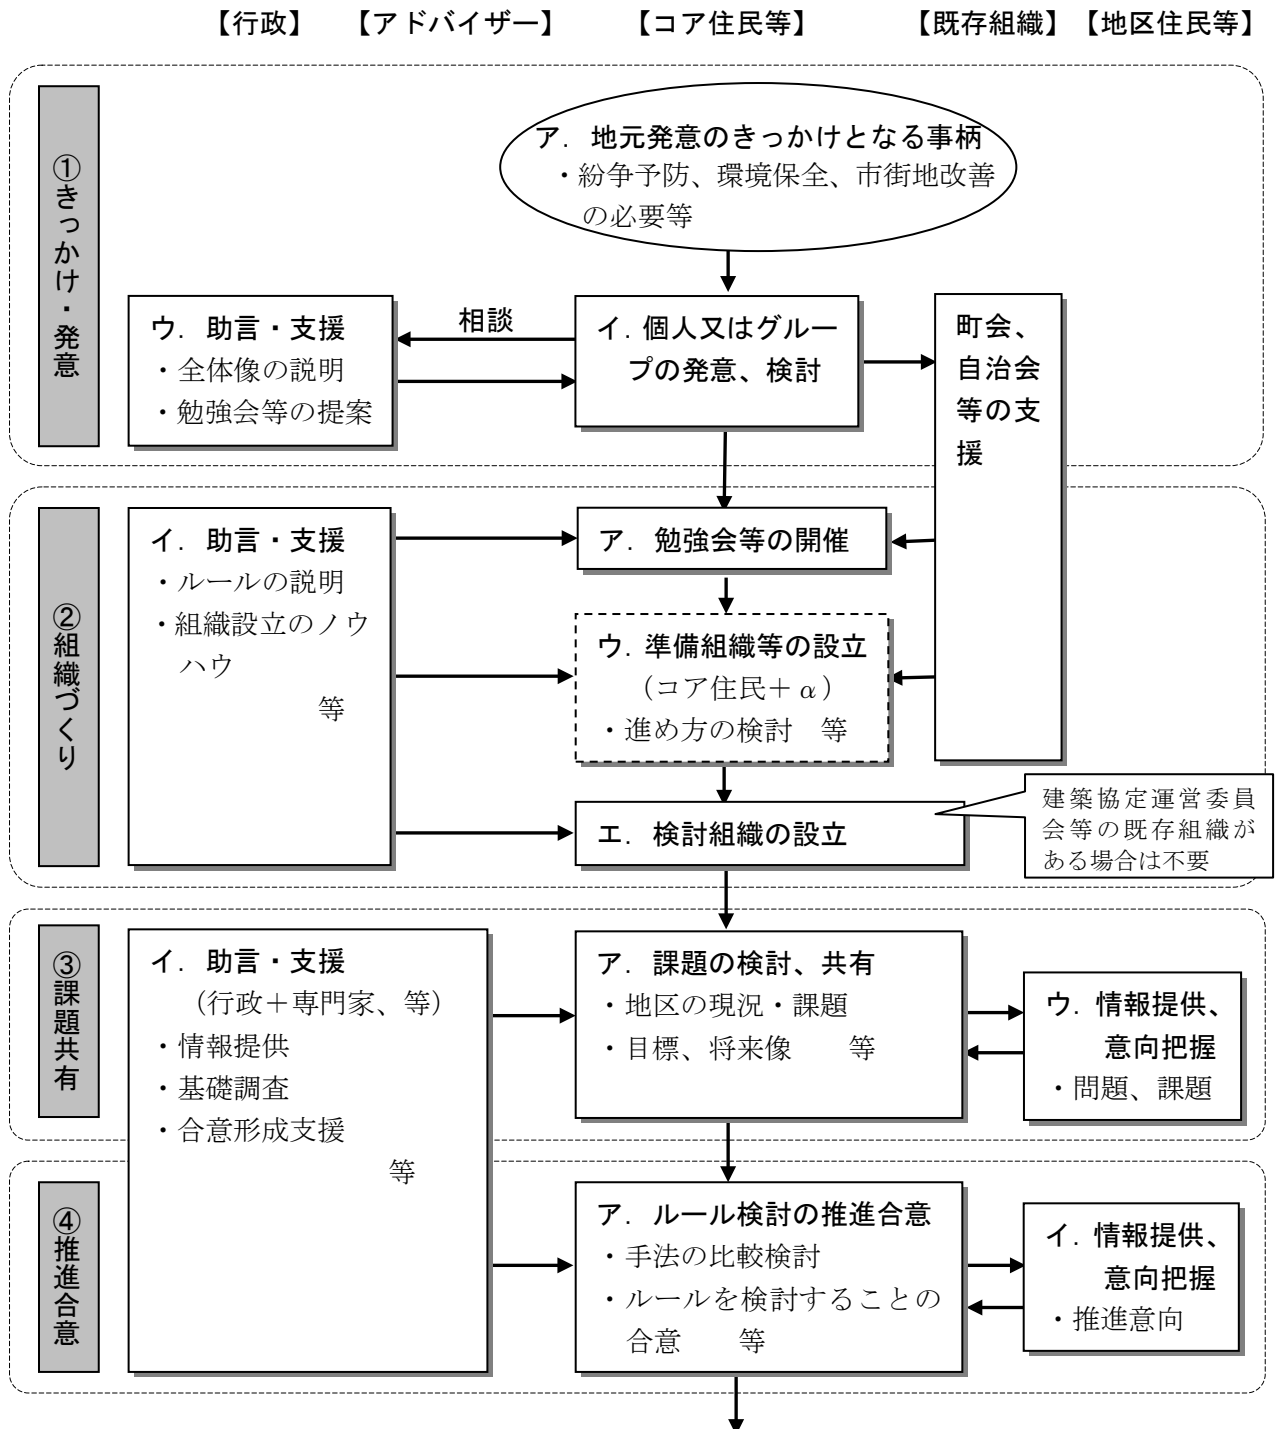 【行政】 【アドバイザー】 【コア住民等】 【既存組織】【地区住民等】
①きっかけ・発意
ア．地元発意のきっかけとなる事柄
・紛争予防、環境保全、市街地改善
の必要等
ウ．助言・支援
・全体像の説明
・勉強会等の提案
相談
イ．個人又はグルー
プの発意、検討
町会、
自治会
等の支
援
②組織づくり
イ．助言・支援
・ルールの説明
・組織設立のノウ
ハウ
等
ア．勉強会等の開催
ウ．準備組織等の設立
（コア住民＋α）
・進め方の検討　等
エ．検討組織の設立
建築協定運営委員
会等の既存組織が
ある場合は不要
③課題共有
イ．助言・支援
（行政＋専門家、等）
・情報提供
・基礎調査
・合意形成支援
等
ア．課題の検討、共有
・地区の現況・課題
・目標、将来像　　等
ウ．情報提供、
意向把握
・問題、課題
④推進合意
ア．ルール検討の推進合意
・手法の比較検討
・ルールを検討することの
合意　　等
イ．情報提供、
意向把握
・推進意向